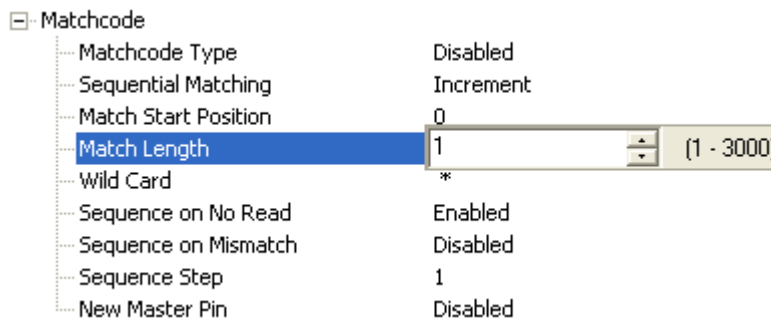 Matchcode
Matchcode Type Disabled
Sequential Matching Increment
Match Start Position 0
Match Length 1 (1 - 3000)
Wild Card *
Sequence on No Read Enabled
Sequence on Mismatch Disabled
Sequence Step 1
New Master Pin Disabled